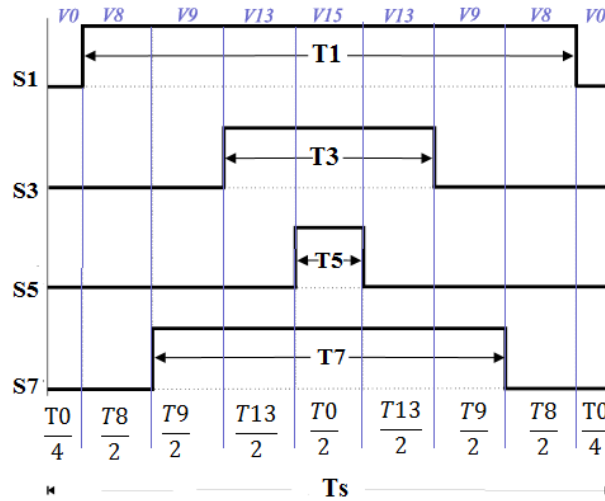 V0 V8 V9 V13 V15 V13 V9 V8 V0
S1 T1
S3 T3
S5 T5
S7 T7
T0/4 T8/2 T9/2 T13/2 T0/2 T13/2 T9/2 T8/2 T0/4
Ts